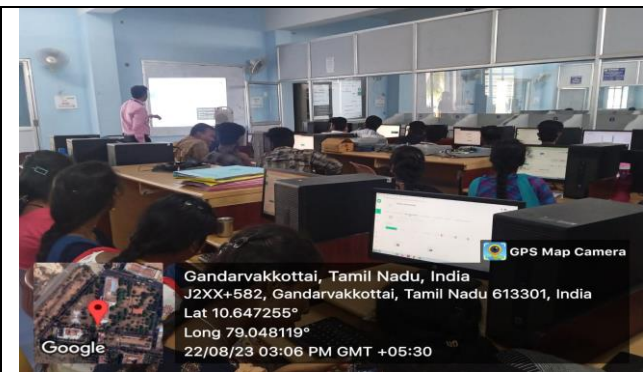 GPS Map Camera
Gandarvakkottai, Tamil Nadu, India
J2XX+582, Gandarvakkottai, Tamil Nadu 613301, India
Lat 10.647255°
Long 79.048119°
22/08/23 03:06 PM GMT +05:30
Google